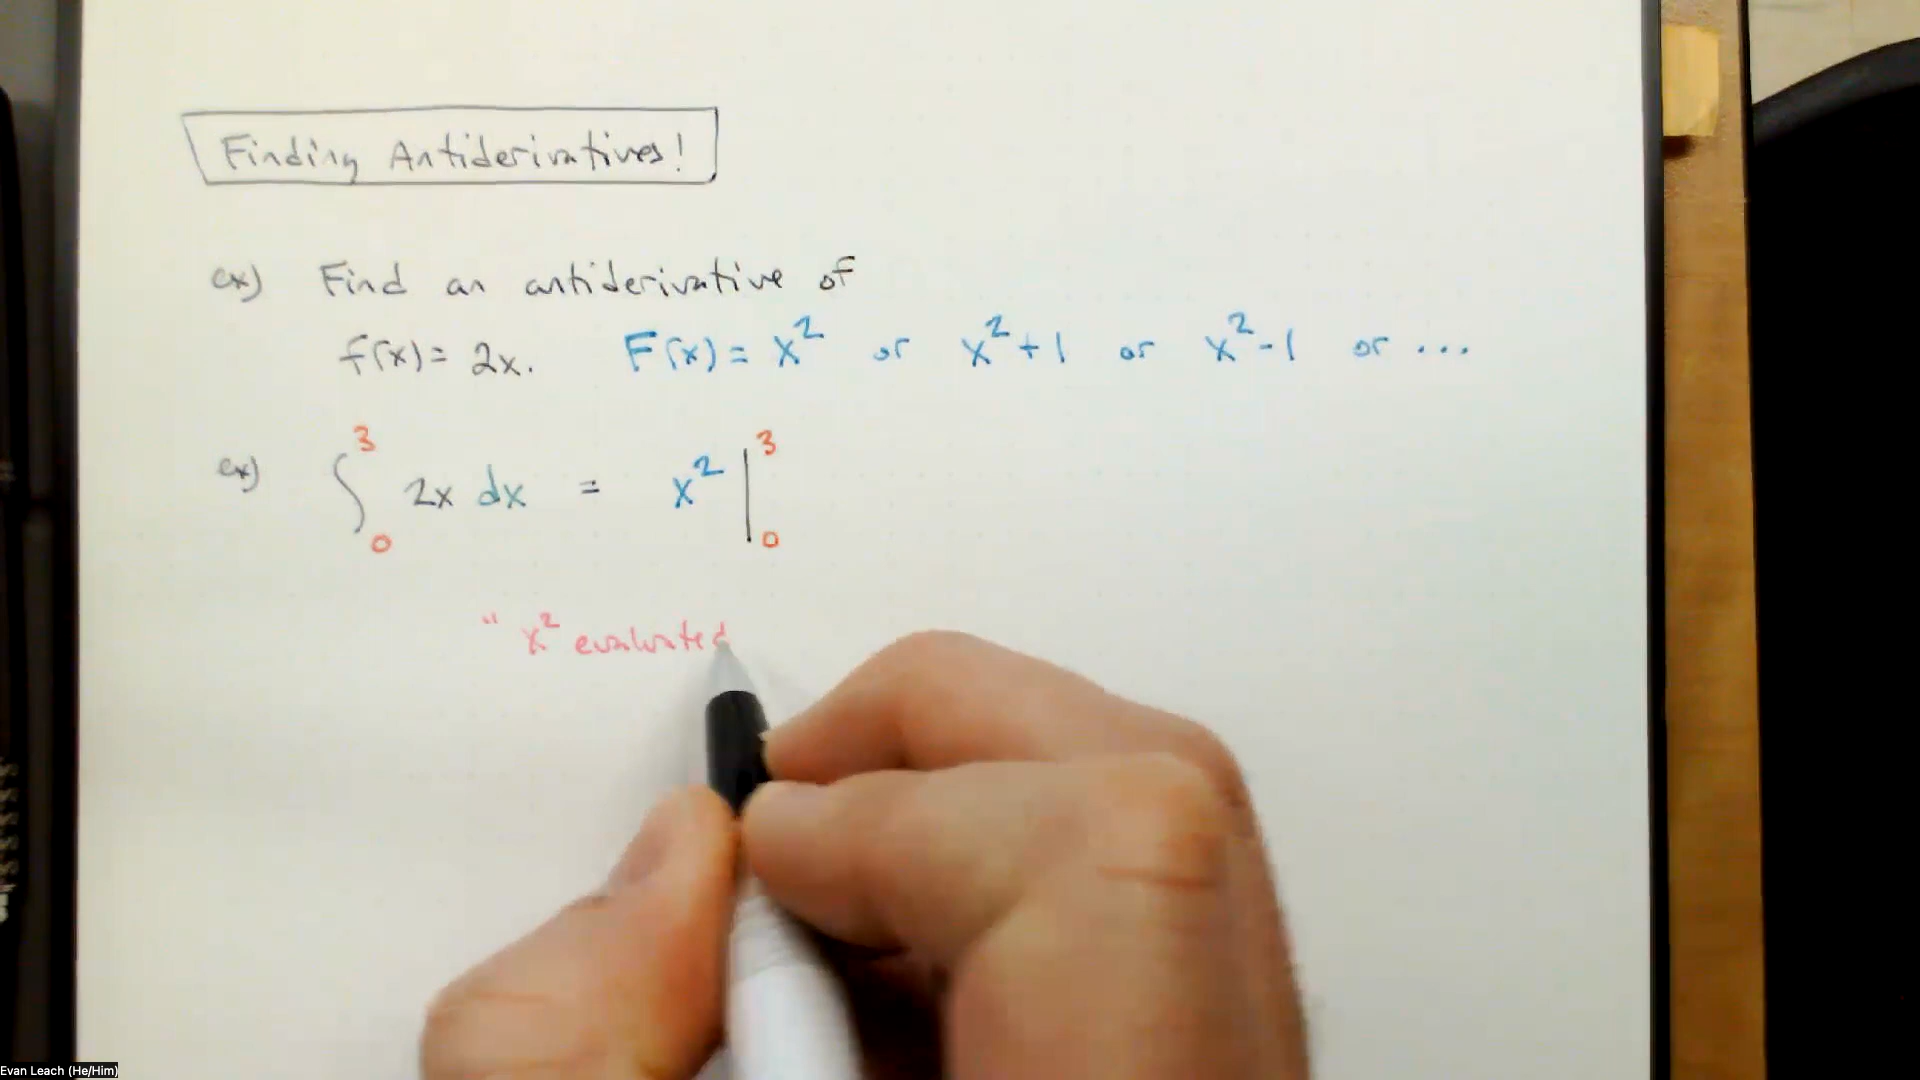 Finding Antiderivatives!
ex) Find an antiderivative of
f(x) = 2x. F(x) = x² or x²+1 or x²-1 or ...
ex) ∫₀³ 2x dx = x² |₀³
" x² evaluated
Evan Leach (He/Him)